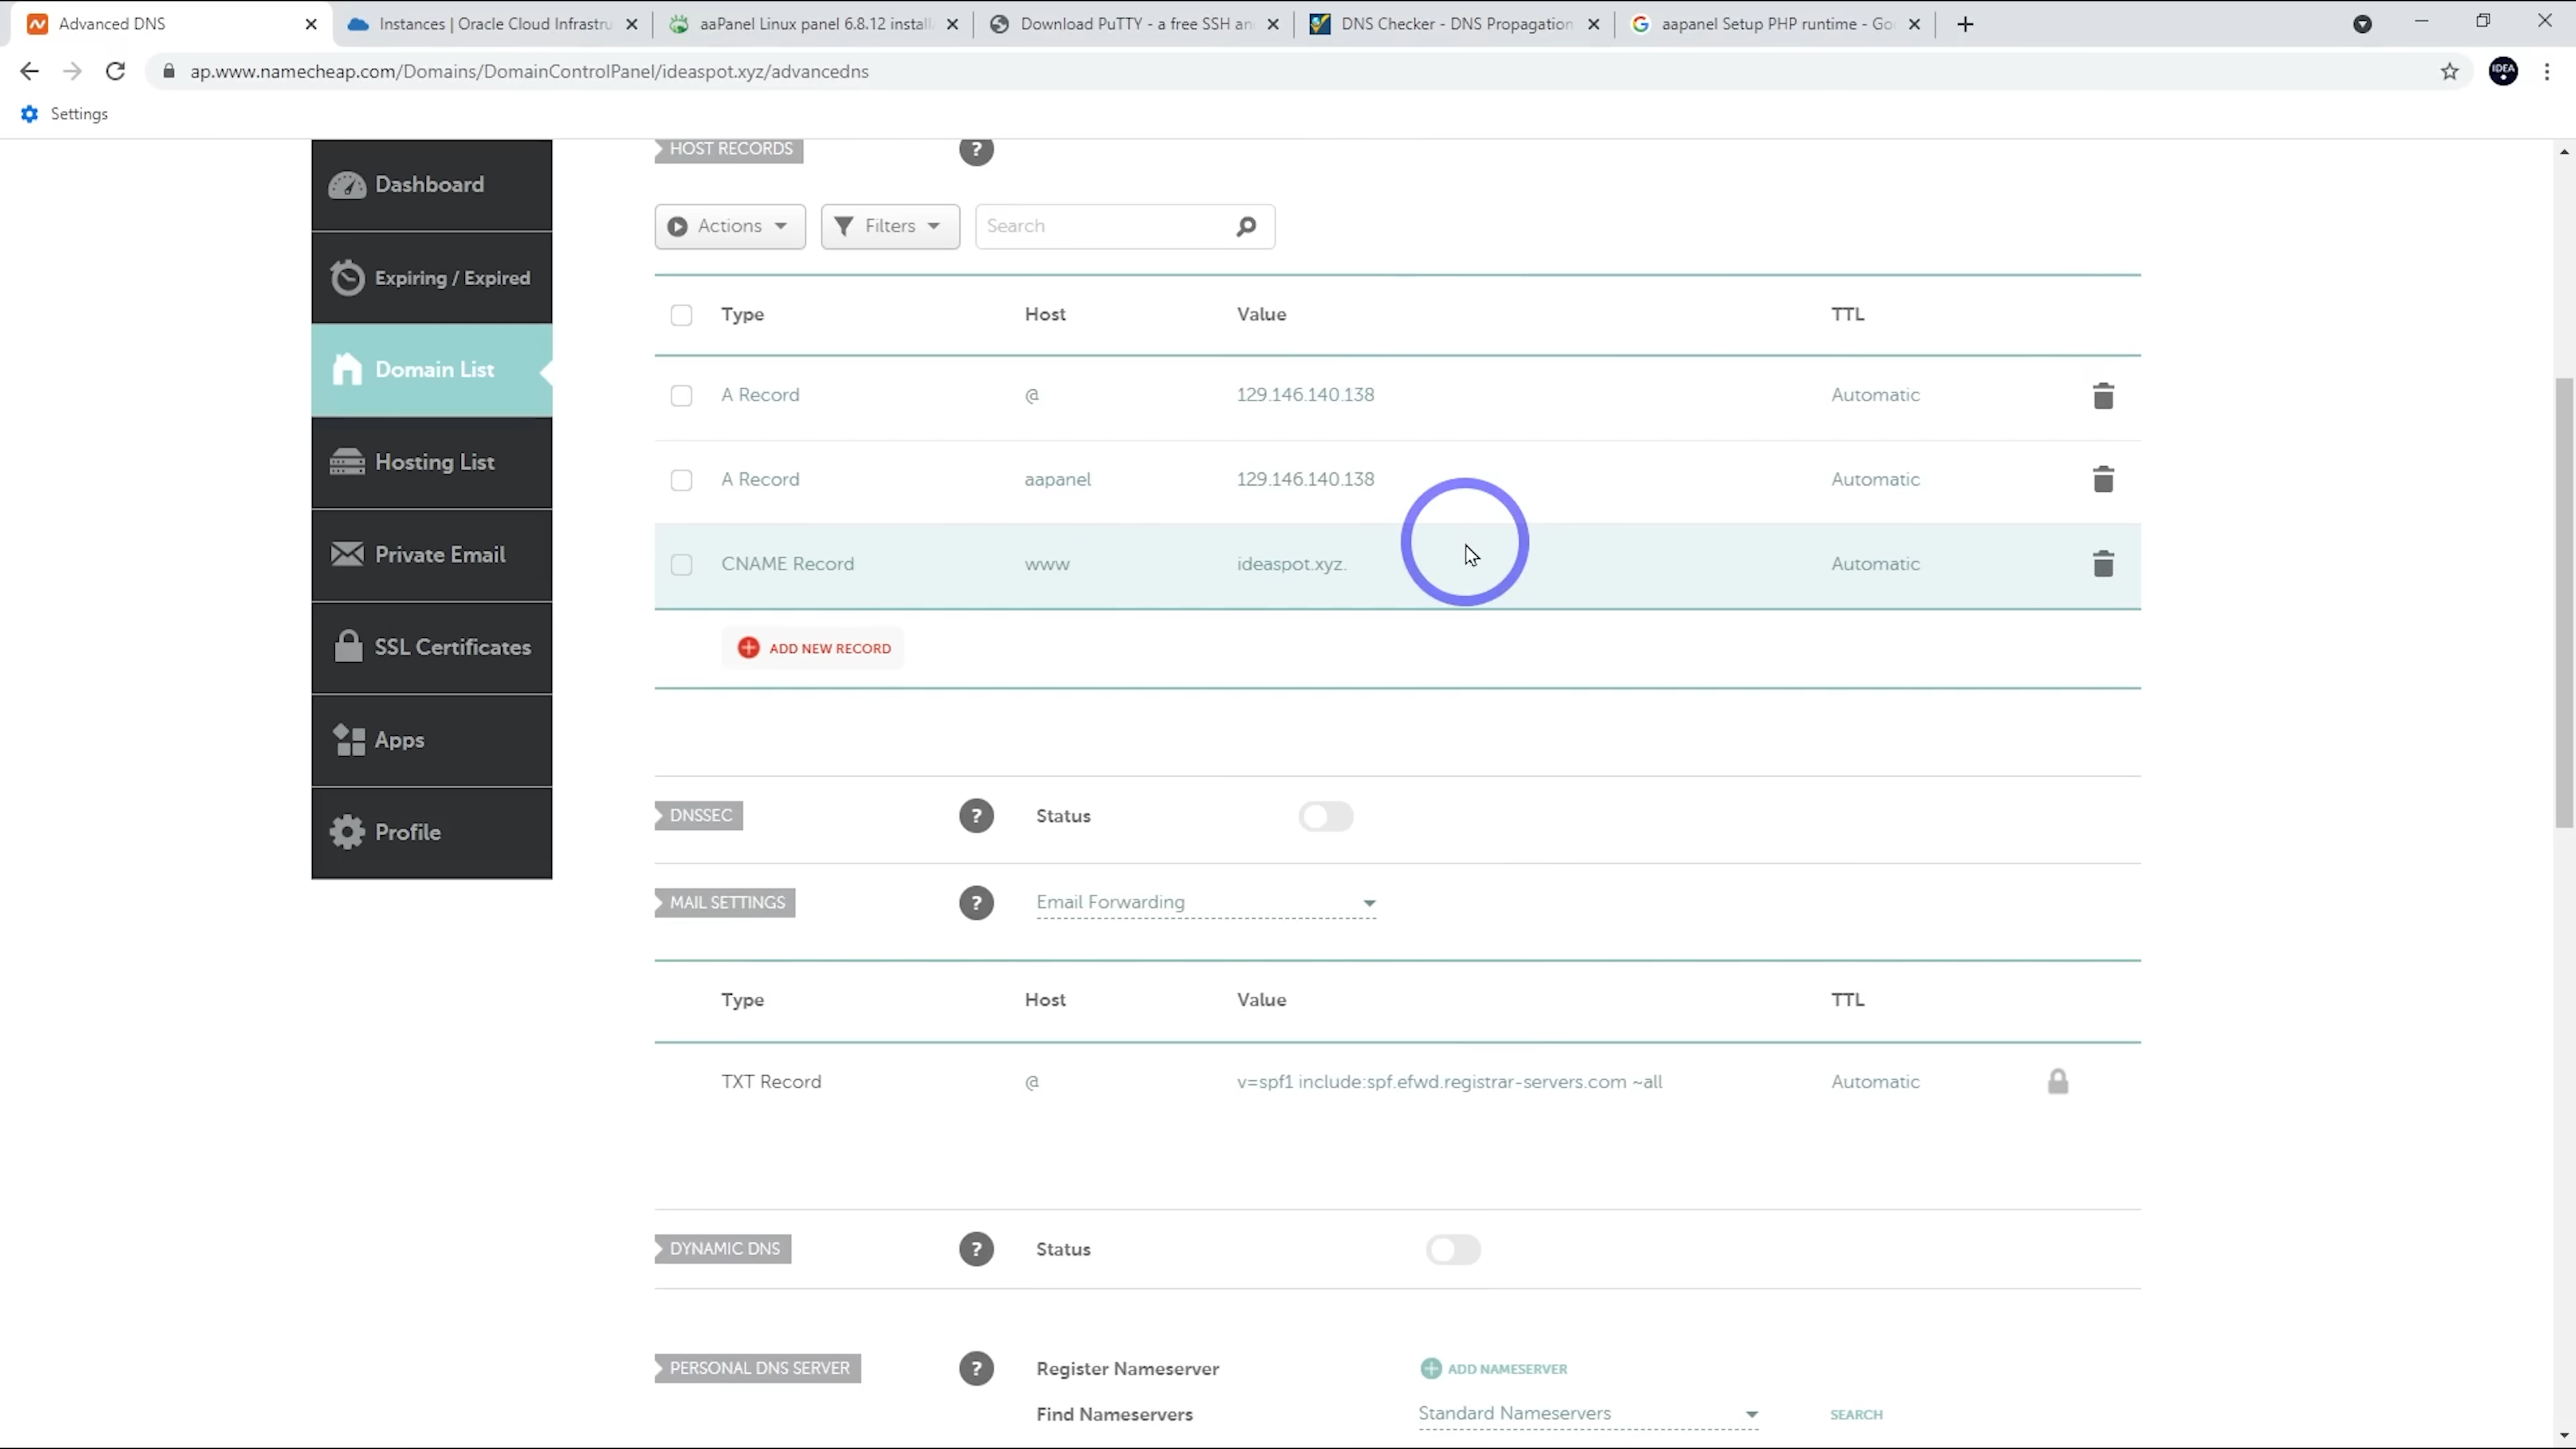 Advanced DNS
Instances | Oracle Cloud Infrastru
aaPanel Linux panel 6.8.12 install
Download PuTTY - a free SSH an
DNS Checker - DNS Propagation
aapanel Setup PHP runtime - Go
ap.www.namecheap.com/Domains/DomainControlPanel/ideaspot.xyz/advancedns
IDEA
Settings
HOST RECORDS ?
Dashboard
Expiring / Expired
Domain List
Hosting List
Private Email
SSL Certificates
Apps
Profile
Actions Filters Search
Type Host Value TTL
A Record @ 129.146.140.138 Automatic
A Record aapanel 129.146.140.138 Automatic
CNAME Record www ideaspot.xyz. Automatic
ADD NEW RECORD
DNSSEC ? Status
MAIL SETTINGS ? Email Forwarding
Type Host Value TTL
TXT Record @ v=spf1 include:spf.efwd.registrar-servers.com ~all Automatic
DYNAMIC DNS ? Status
PERSONAL DNS SERVER ? Register Nameserver ADD NAMESERVER
Find Nameservers Standard Nameservers SEARCH